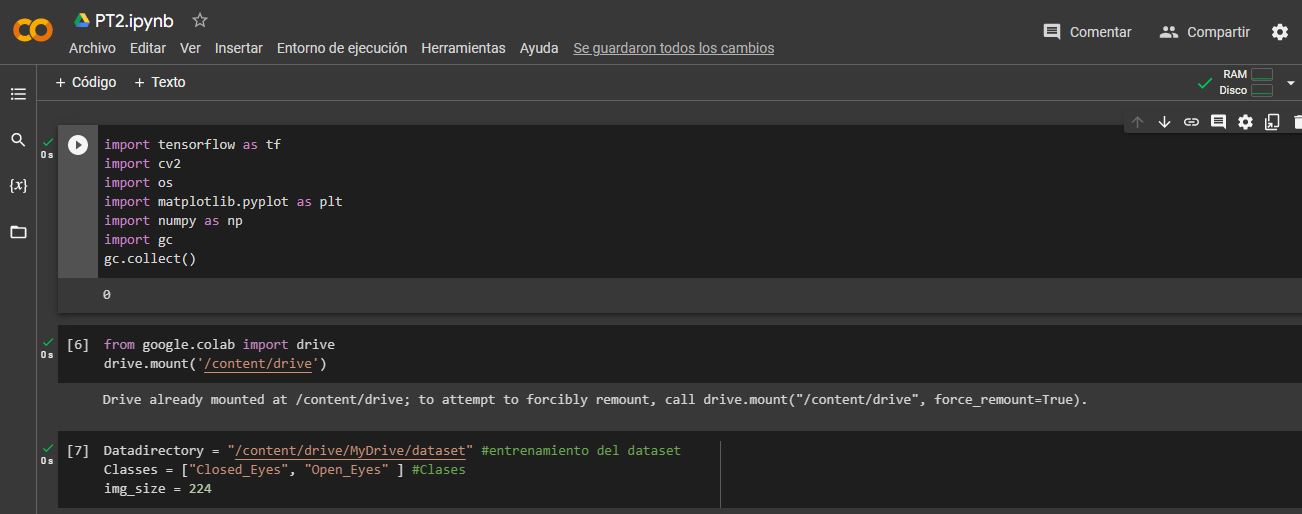 PT2.ipynb
Archivo Editar Ver Insertar Entorno de ejecución Herramientas Ayuda Se guardaron todos los cambios
Comentar Compartir
+ Código + Texto
RAM
Disco
{x}
0 s
import tensorflow as tf
import cv2
import os
import matplotlib.pyplot as plt
import numpy as np
import gc
gc.collect()
0
0 s
[6] from google.colab import drive
drive.mount('/content/drive')
Drive already mounted at /content/drive; to attempt to forcibly remount, call drive.mount("/content/drive", force_remount=True).
0 s
[7] Datadirectory = "/content/drive/MyDrive/dataset" #entrenamiento del dataset
Classes = ["Closed_Eyes", "Open_Eyes" ] #Clases
img_size = 224